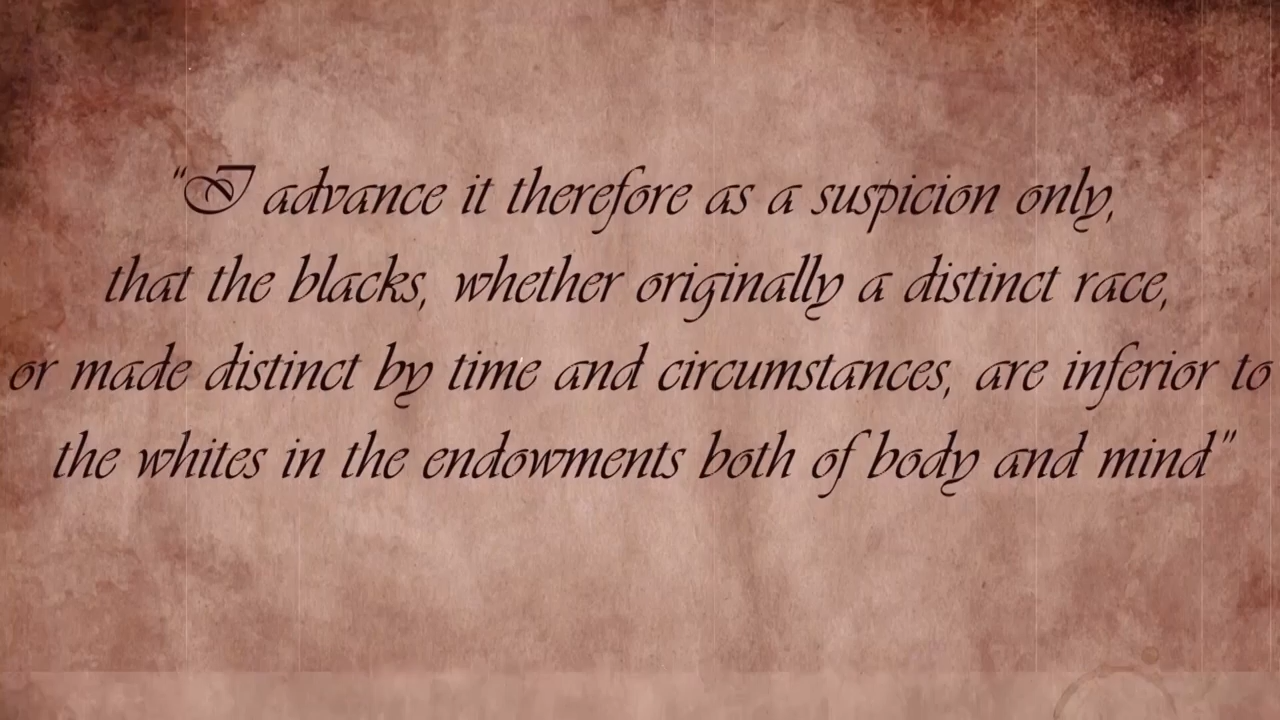 "I advance it therefore as a suspicion only,
that the blacks, whether originally a distinct race,
or made distinct by time and circumstances, are inferior to
the whites in the endowments both of body and mind"